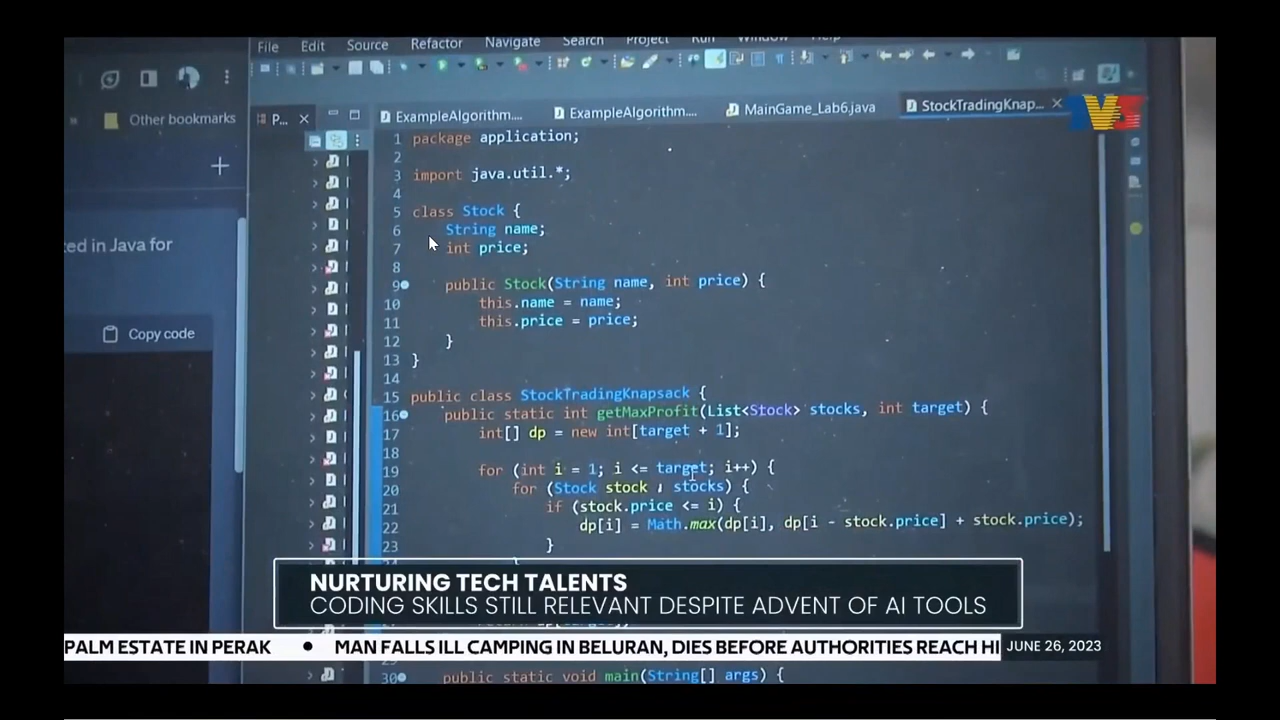 File Edit Source Refactor Navigate Search Project Run Window Help
Other bookmarks
P...
ExampleAlgorithm....
ExampleAlgorithm....
MainGame_Lab6.java
StockTradingKnap...
TV3
ted in Java for
Copy code
1 package application;
2
3 import java.util.*;
4
5 class Stock {
6 String name;
7 int price;
8
9 public Stock(String name, int price) {
10 this.name = name;
11 this.price = price;
12 }
13 }
14
15 public class StockTradingKnapsack {
16 public static int getMaxProfit(List<Stock> stocks, int target) {
17 int[] dp = new int[target + 1];
18
19 for (int i = 1; i <= target; i++) {
20 for (Stock stock : stocks) {
21 if (stock.price <= i) {
22 dp[i] = Math.max(dp[i], dp[i - stock.price] + stock.price);
23 }
NURTURING TECH TALENTS
CODING SKILLS STILL RELEVANT DESPITE ADVENT OF AI TOOLS
PALM ESTATE IN PERAK • MAN FALLS ILL CAMPING IN BELURAN, DIES BEFORE AUTHORITIES REACH HI
JUNE 26, 2023
30 public static void main(String[] args) {